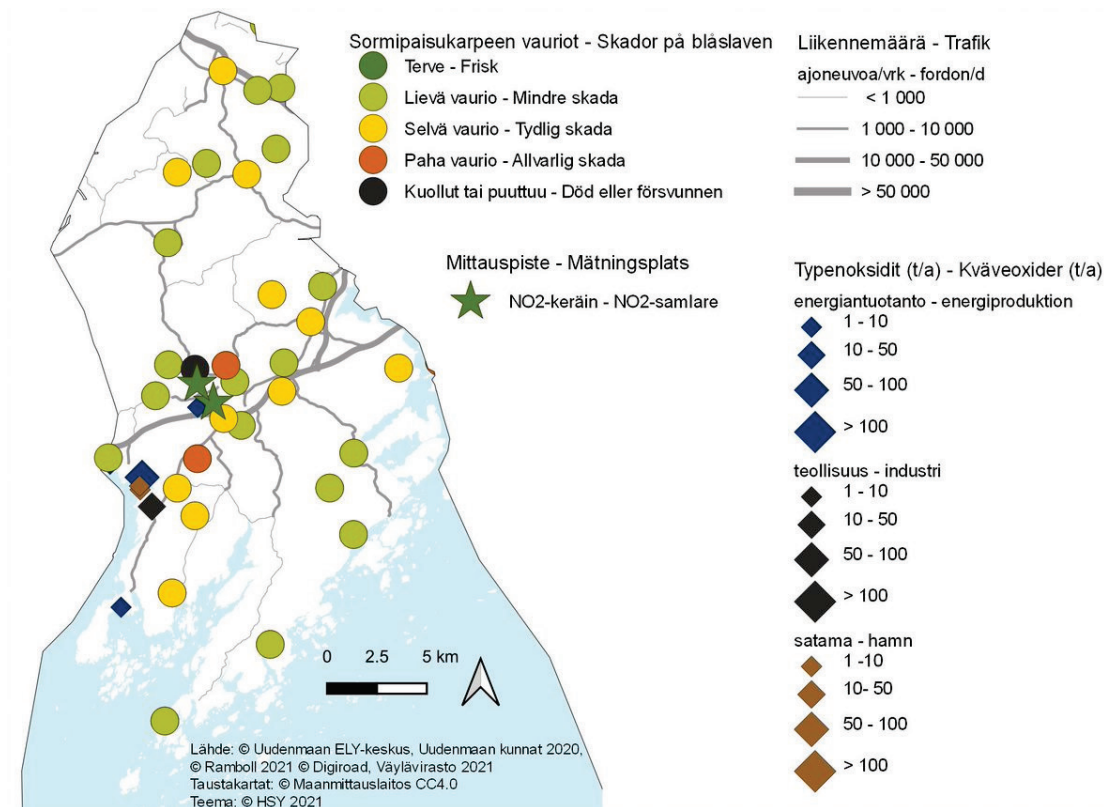 Sormipaisukarpeen vauriot - Skador på blåslaven
Terve - Frisk
Lievä vaurio - Mindre skada
Selvä vaurio - Tydlig skada
Paha vaurio - Allvarlig skada
Kuollut tai puuttuu - Död eller försvunnen
Mittauspiste - Mätningsplats
NO2-keräin - NO2-samlare
Liikennemäärä - Trafik
ajoneuvoa/vrk - fordon/d
< 1 000
1 000 - 10 000
10 000 - 50 000
> 50 000
Typenoksidit (t/a) - Kväveoxider (t/a)
energiantuotanto - energiproduktion
1 - 10
10 - 50
50 - 100
> 100
teollisuus - industri
1 - 10
10 - 50
50 - 100
> 100
satama - hamn
1 -10
10- 50
50 - 100
> 100
0 2.5 5 km
Lähde: © Uudenmaan ELY-keskus, Uudenmaan kunnat 2020,
© Ramboll 2021 © Digiroad, Väylävirasto 2021
Taustakartat: © Maanmittauslaitos CC4.0
Teema: © HSY 2021